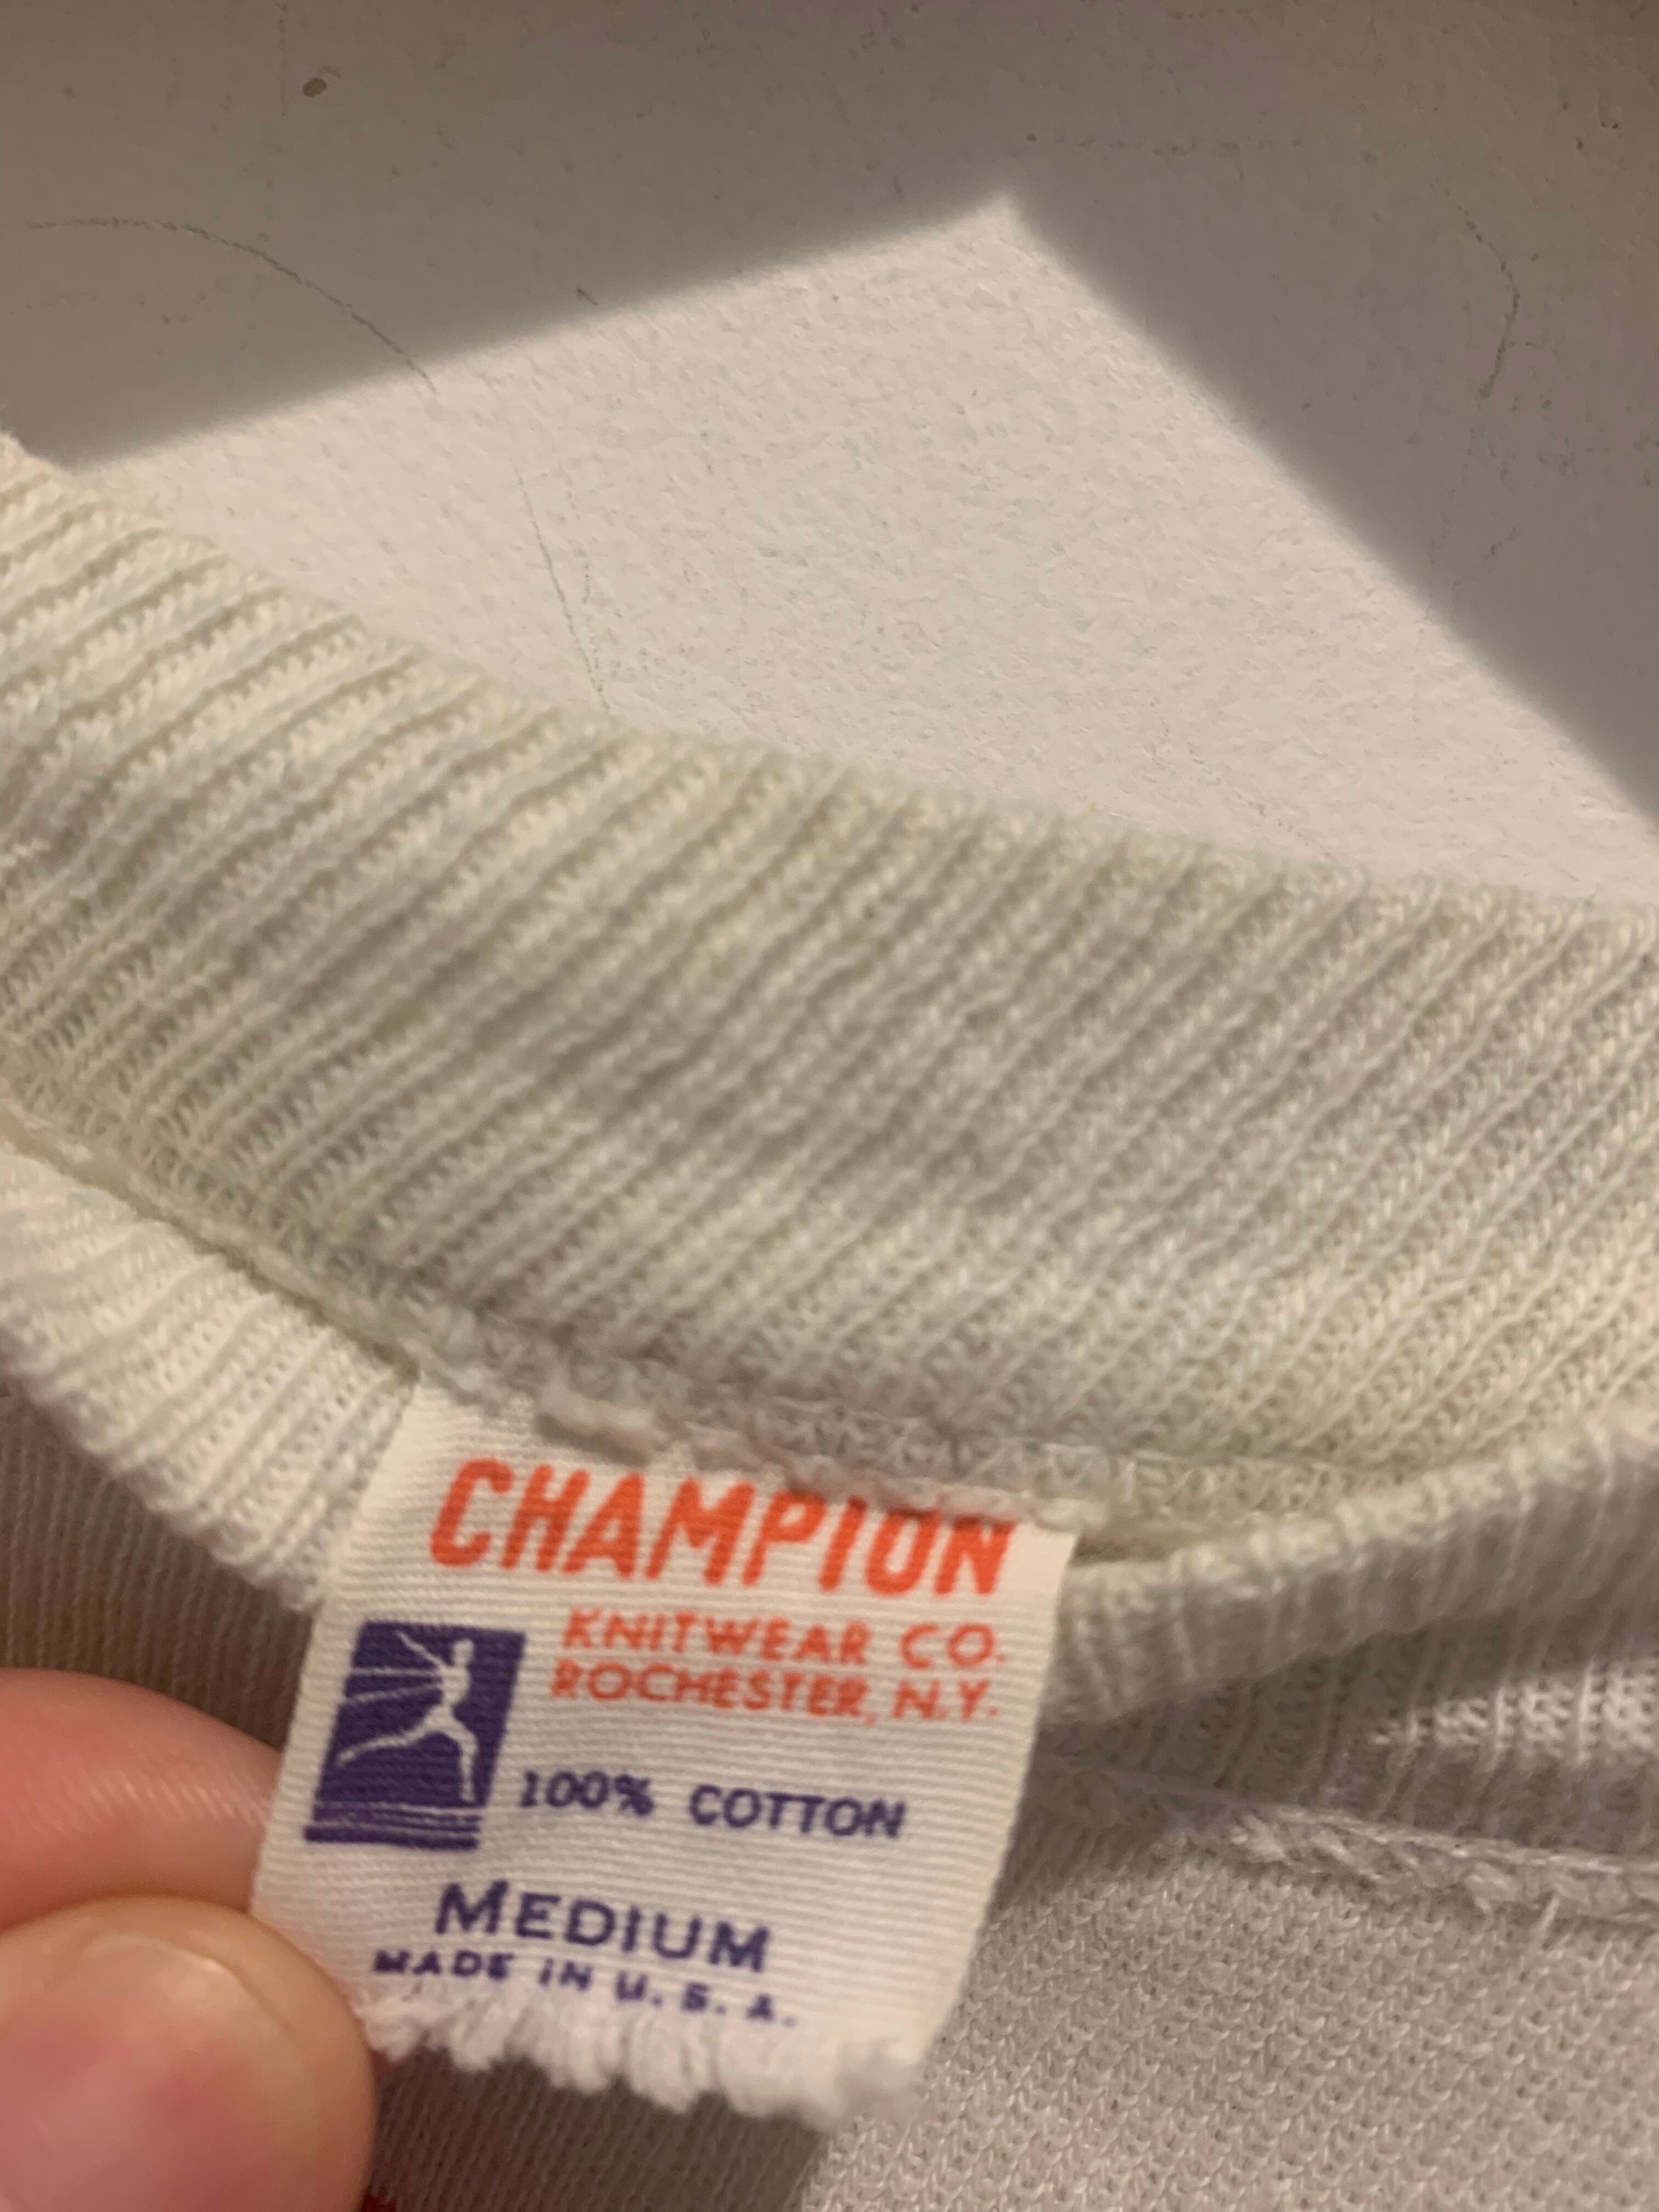 CHAMPION
KNITWEAR CO.
ROCHESTER, N.Y.
100% COTTON
MEDIUM
MADE IN U.S.A.